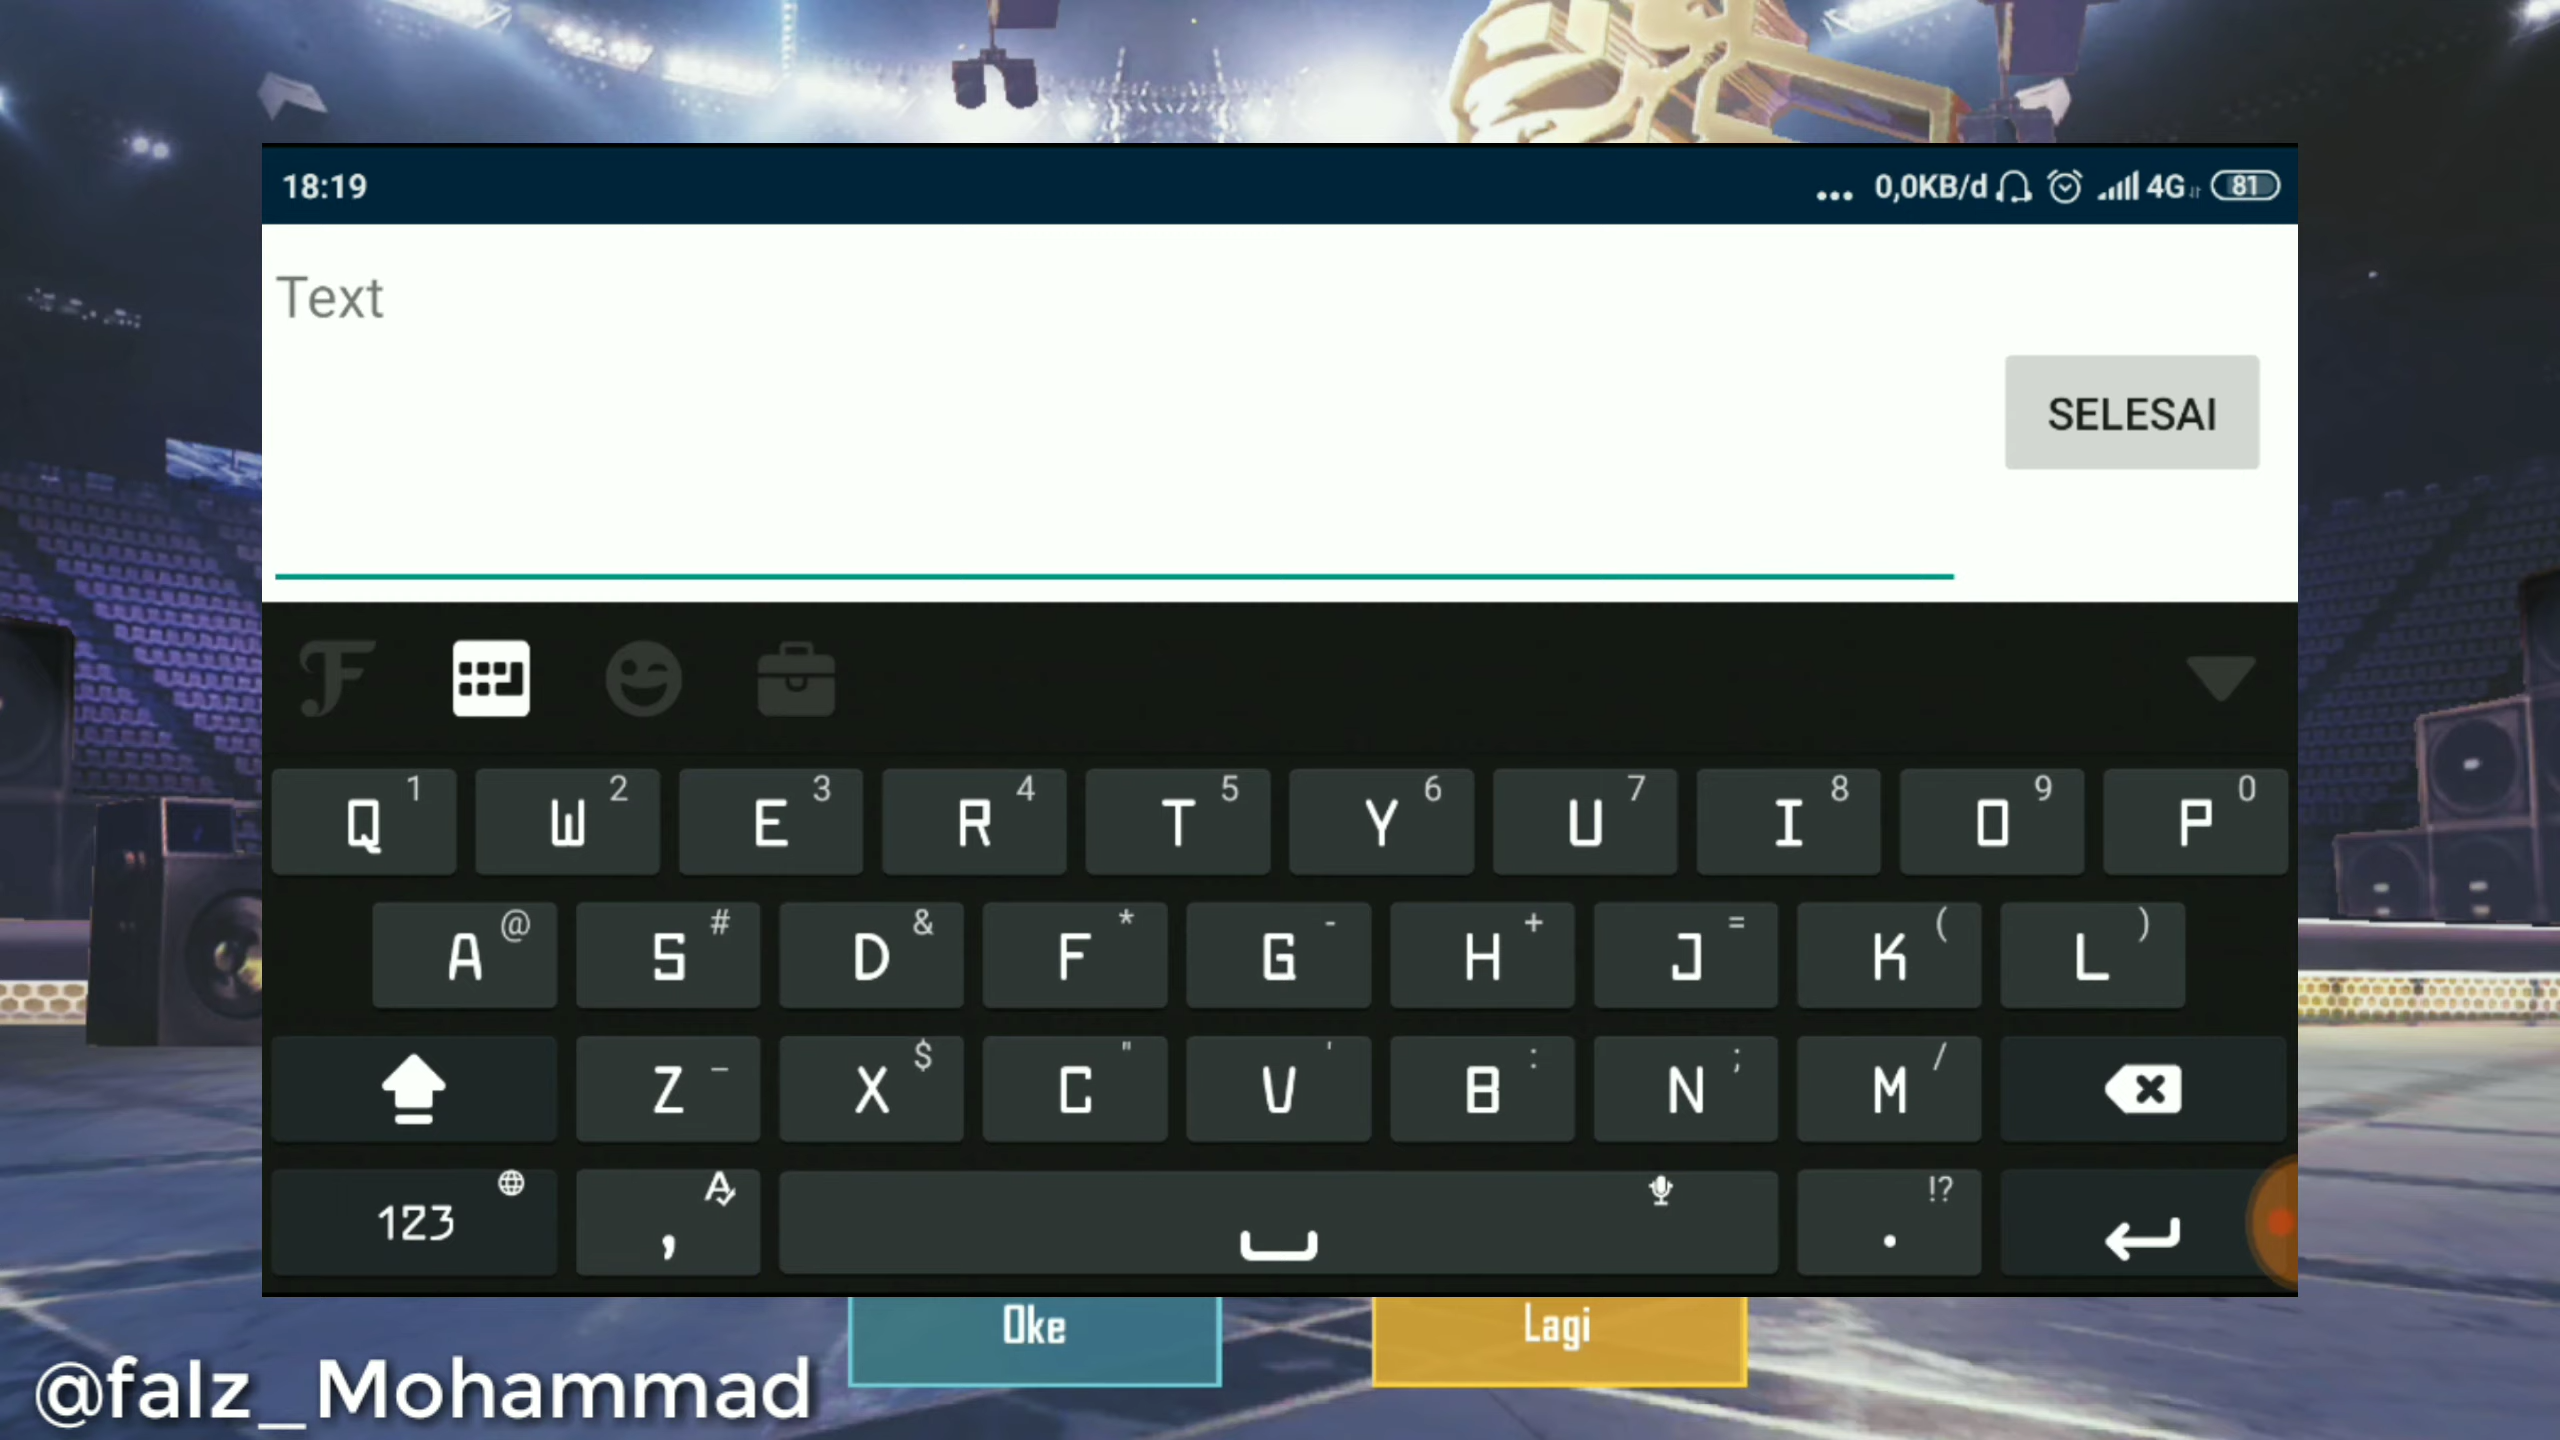 18:19
... 0,0KB/d 4G 81
Text
SELESAI
1 2 3 4 5 6 7 8 9 0
Q W E R T Y U I O P
@ # & * - + = ( )
A S D F G H J K L
_ $ " ' : ; /
Z X C V B N M
!?
123 , .
Oke Lagi
@falz_Mohammad